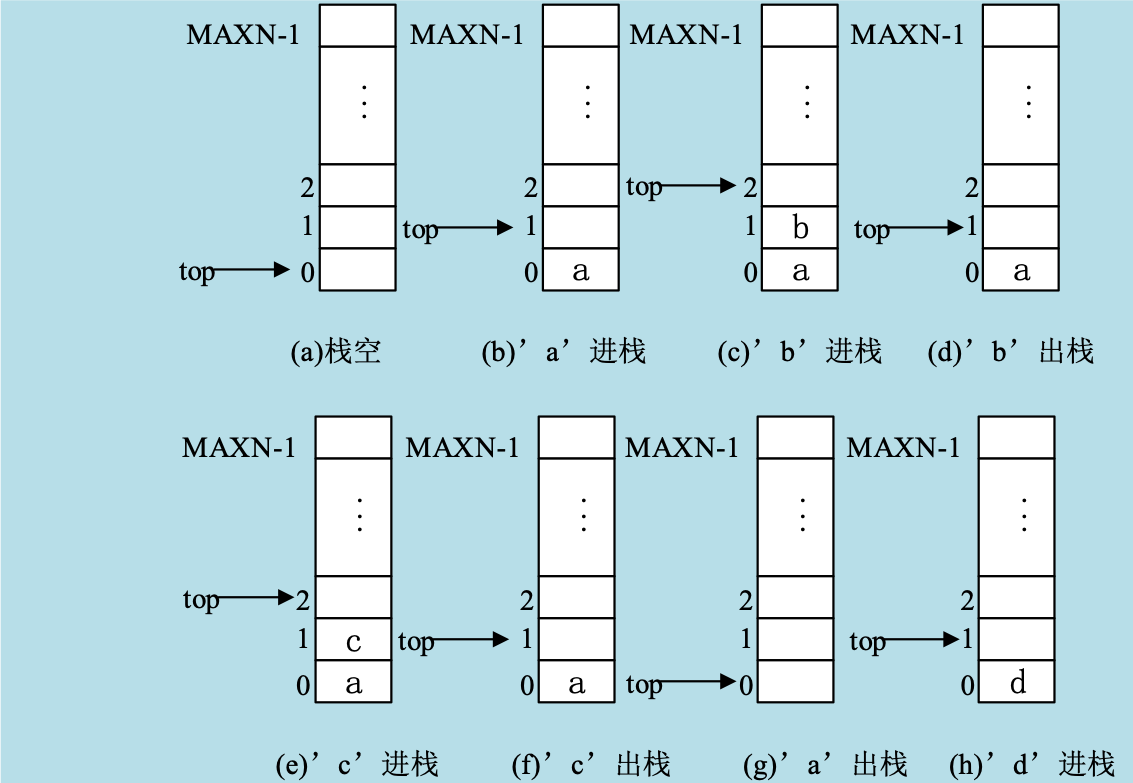 MAXN-1 MAXN-1 MAXN-1 MAXN-1
⋮ ⋮ ⋮ ⋮
2 2 top 2 2
1 top 1 1 b top 1
top 0 0 a 0 a 0 a
(a)栈空 (b)’a’进栈 (c)’b’进栈 (d)’b’出栈
MAXN-1 MAXN-1 MAXN-1 MAXN-1
⋮ ⋮ ⋮ ⋮
top 2 2 2 2
1 c top 1 1 top 1
0 a 0 a top 0 0 d
(e)’c’进栈 (f)’c’出栈 (g)’a’出栈 (h)’d’进栈